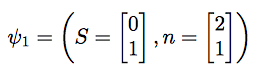 ψ₁ = (S = [0 1], n = [2 1])